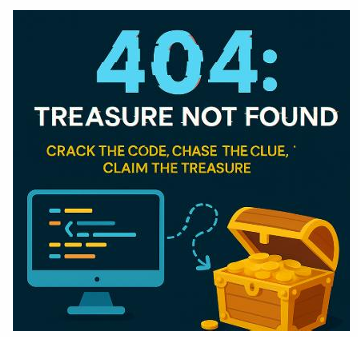 404:
TREASURE NOT FOUND
CRACK THE CODE, CHASE THE CLUE,
CLAIM THE TREASURE